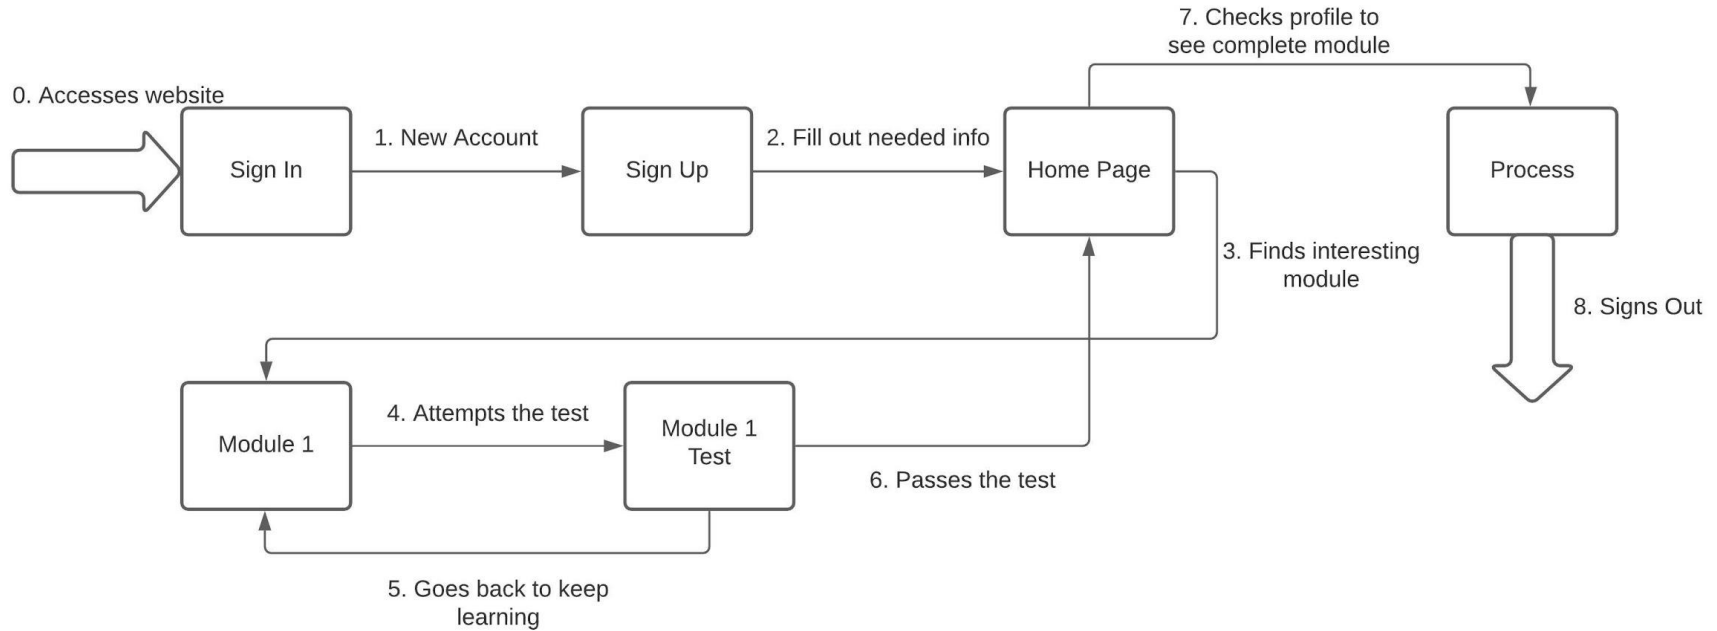 7. Checks profile to
see complete module
0. Accesses website
Sign In
1. New Account
Sign Up
2. Fill out needed info
Home Page
Process
3. Finds interesting
module
8. Signs Out
Module 1
4. Attempts the test
Module 1
Test
6. Passes the test
5. Goes back to keep
learning